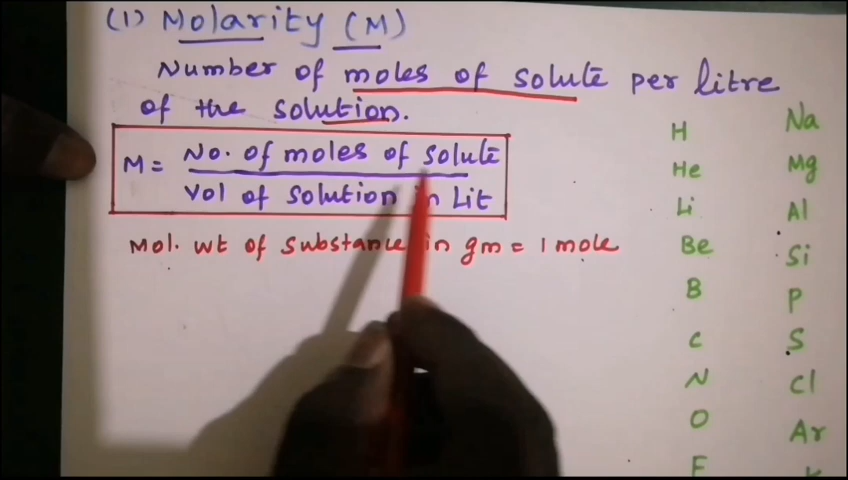 (1) Molarity (M)
Number of moles of solute per litre
of the solution.
M = No. of moles of solute
Vol of solution in Lit
Mol. wt of substance in gm = 1 mole
H
He
Li
Be
B
C
N
O
F
Na
Mg
Al
Si
P
S
Cl
Ar